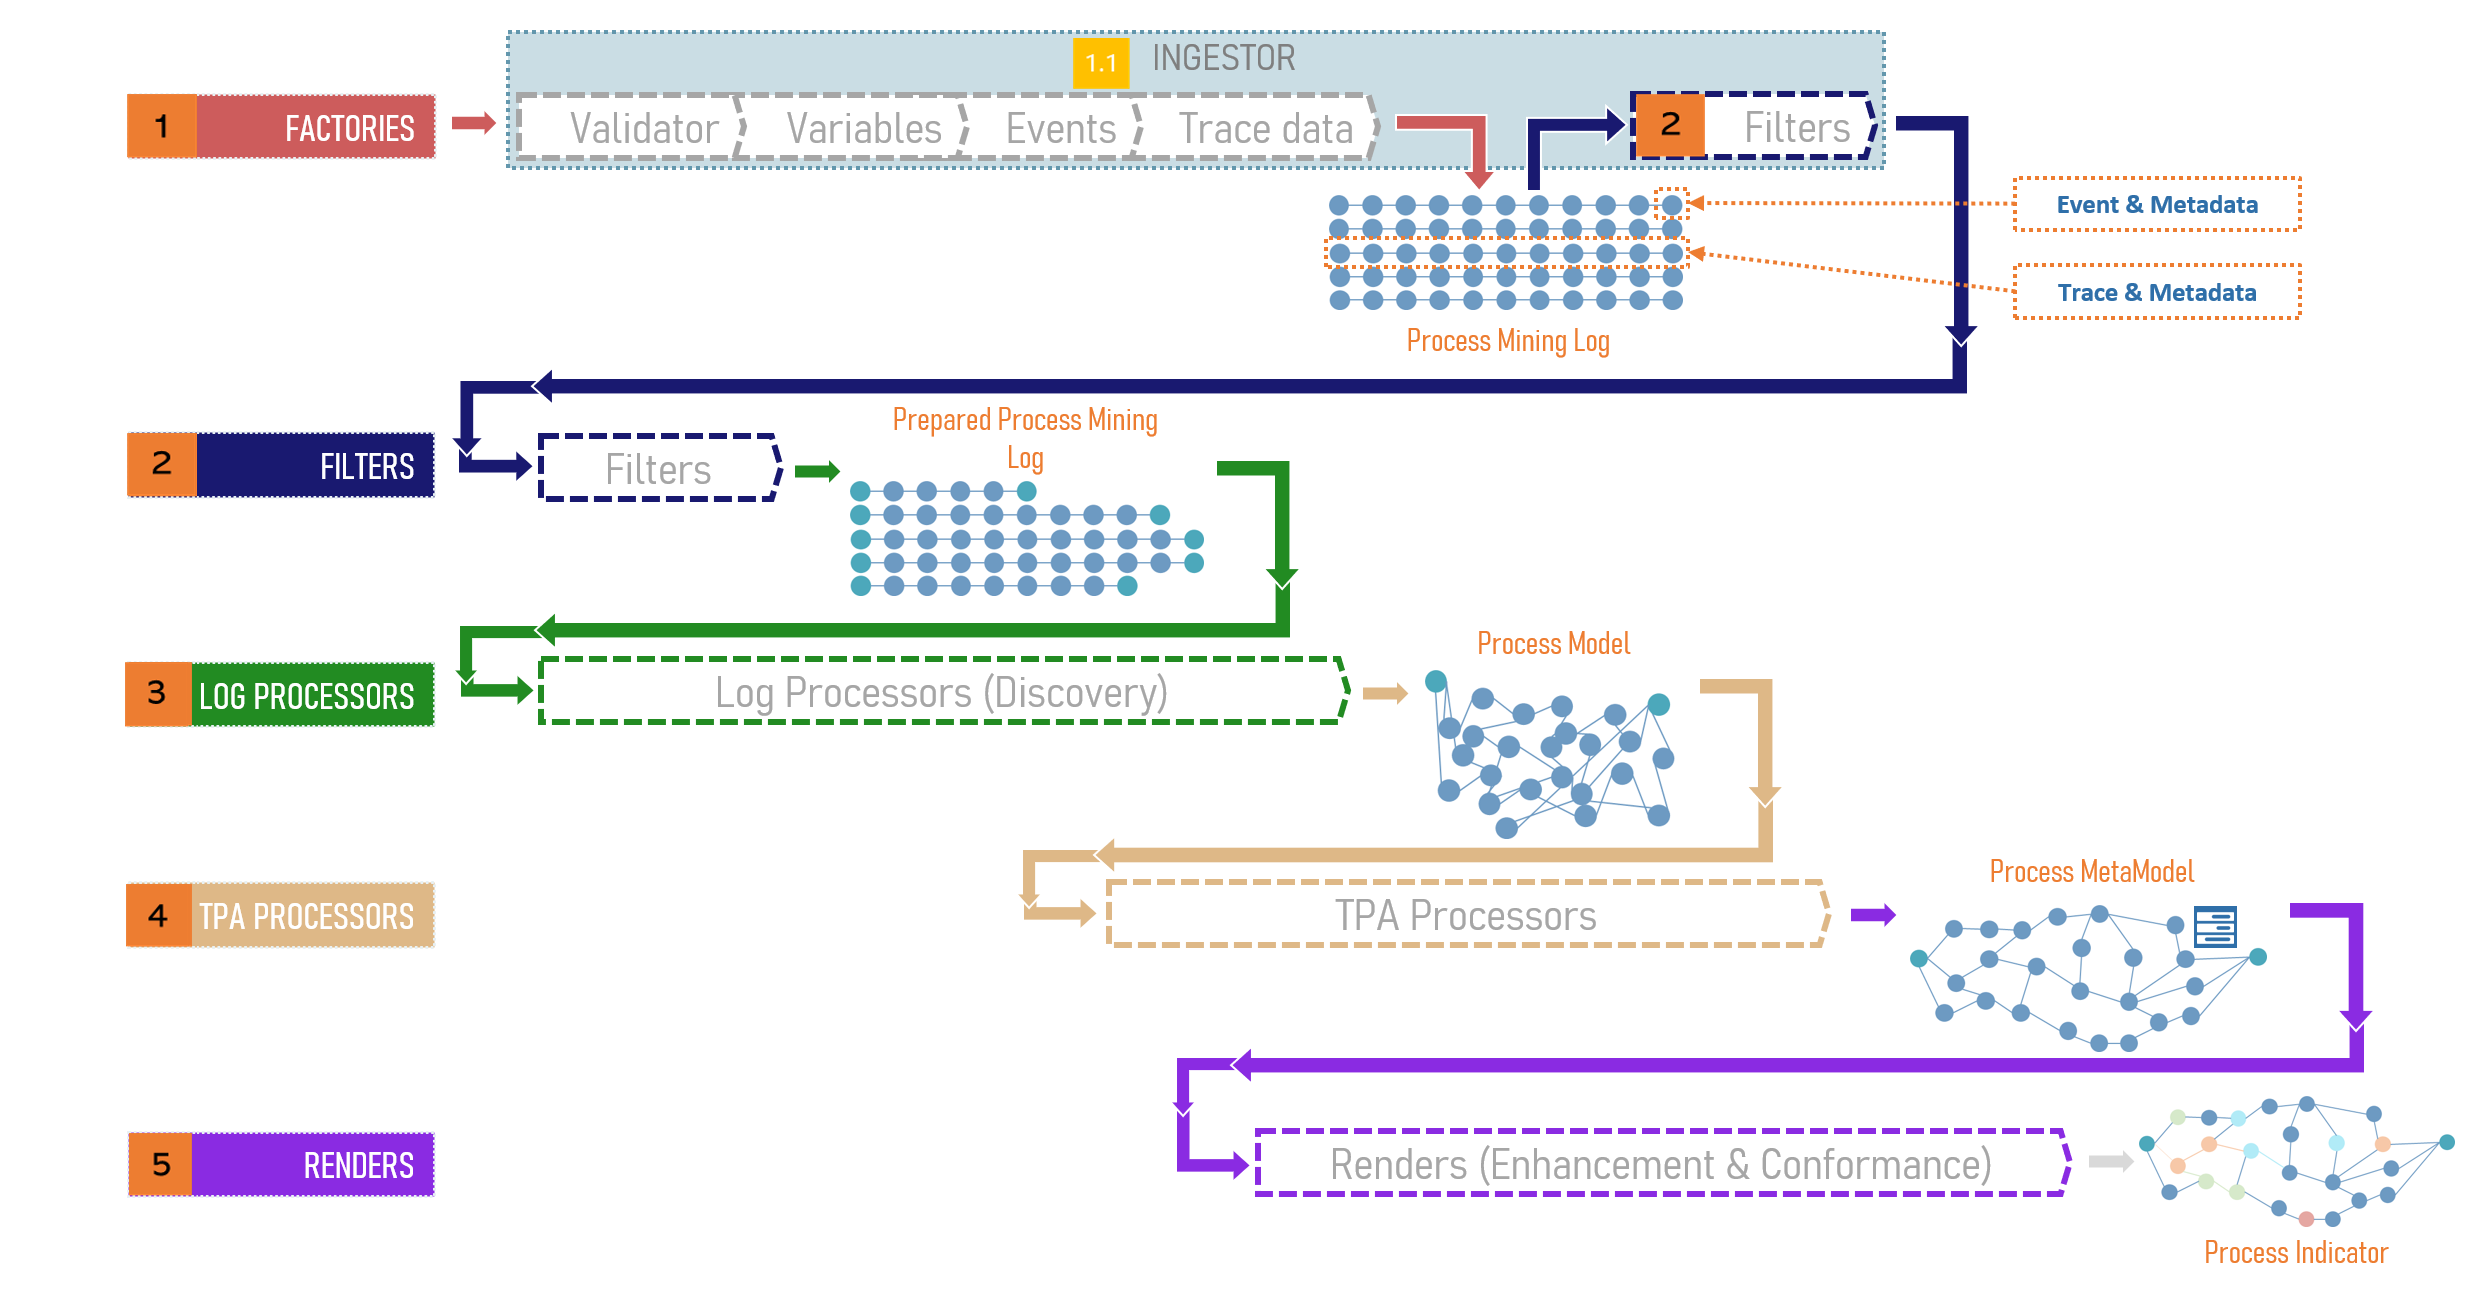 1.1 INGESTOR
1 FACTORIES
Validator
Variables
Events
Trace data
2 Filters
Event & Metadata
Trace & Metadata
Process Mining Log
2 FILTERS
Filters
Prepared Process Mining
Log
3 LOG PROCESSORS
Log Processors (Discovery)
Process Model
4 TPA PROCESSORS
TPA Processors
Process MetaModel
5 RENDERS
Renders (Enhancement & Conformance)
Process Indicator